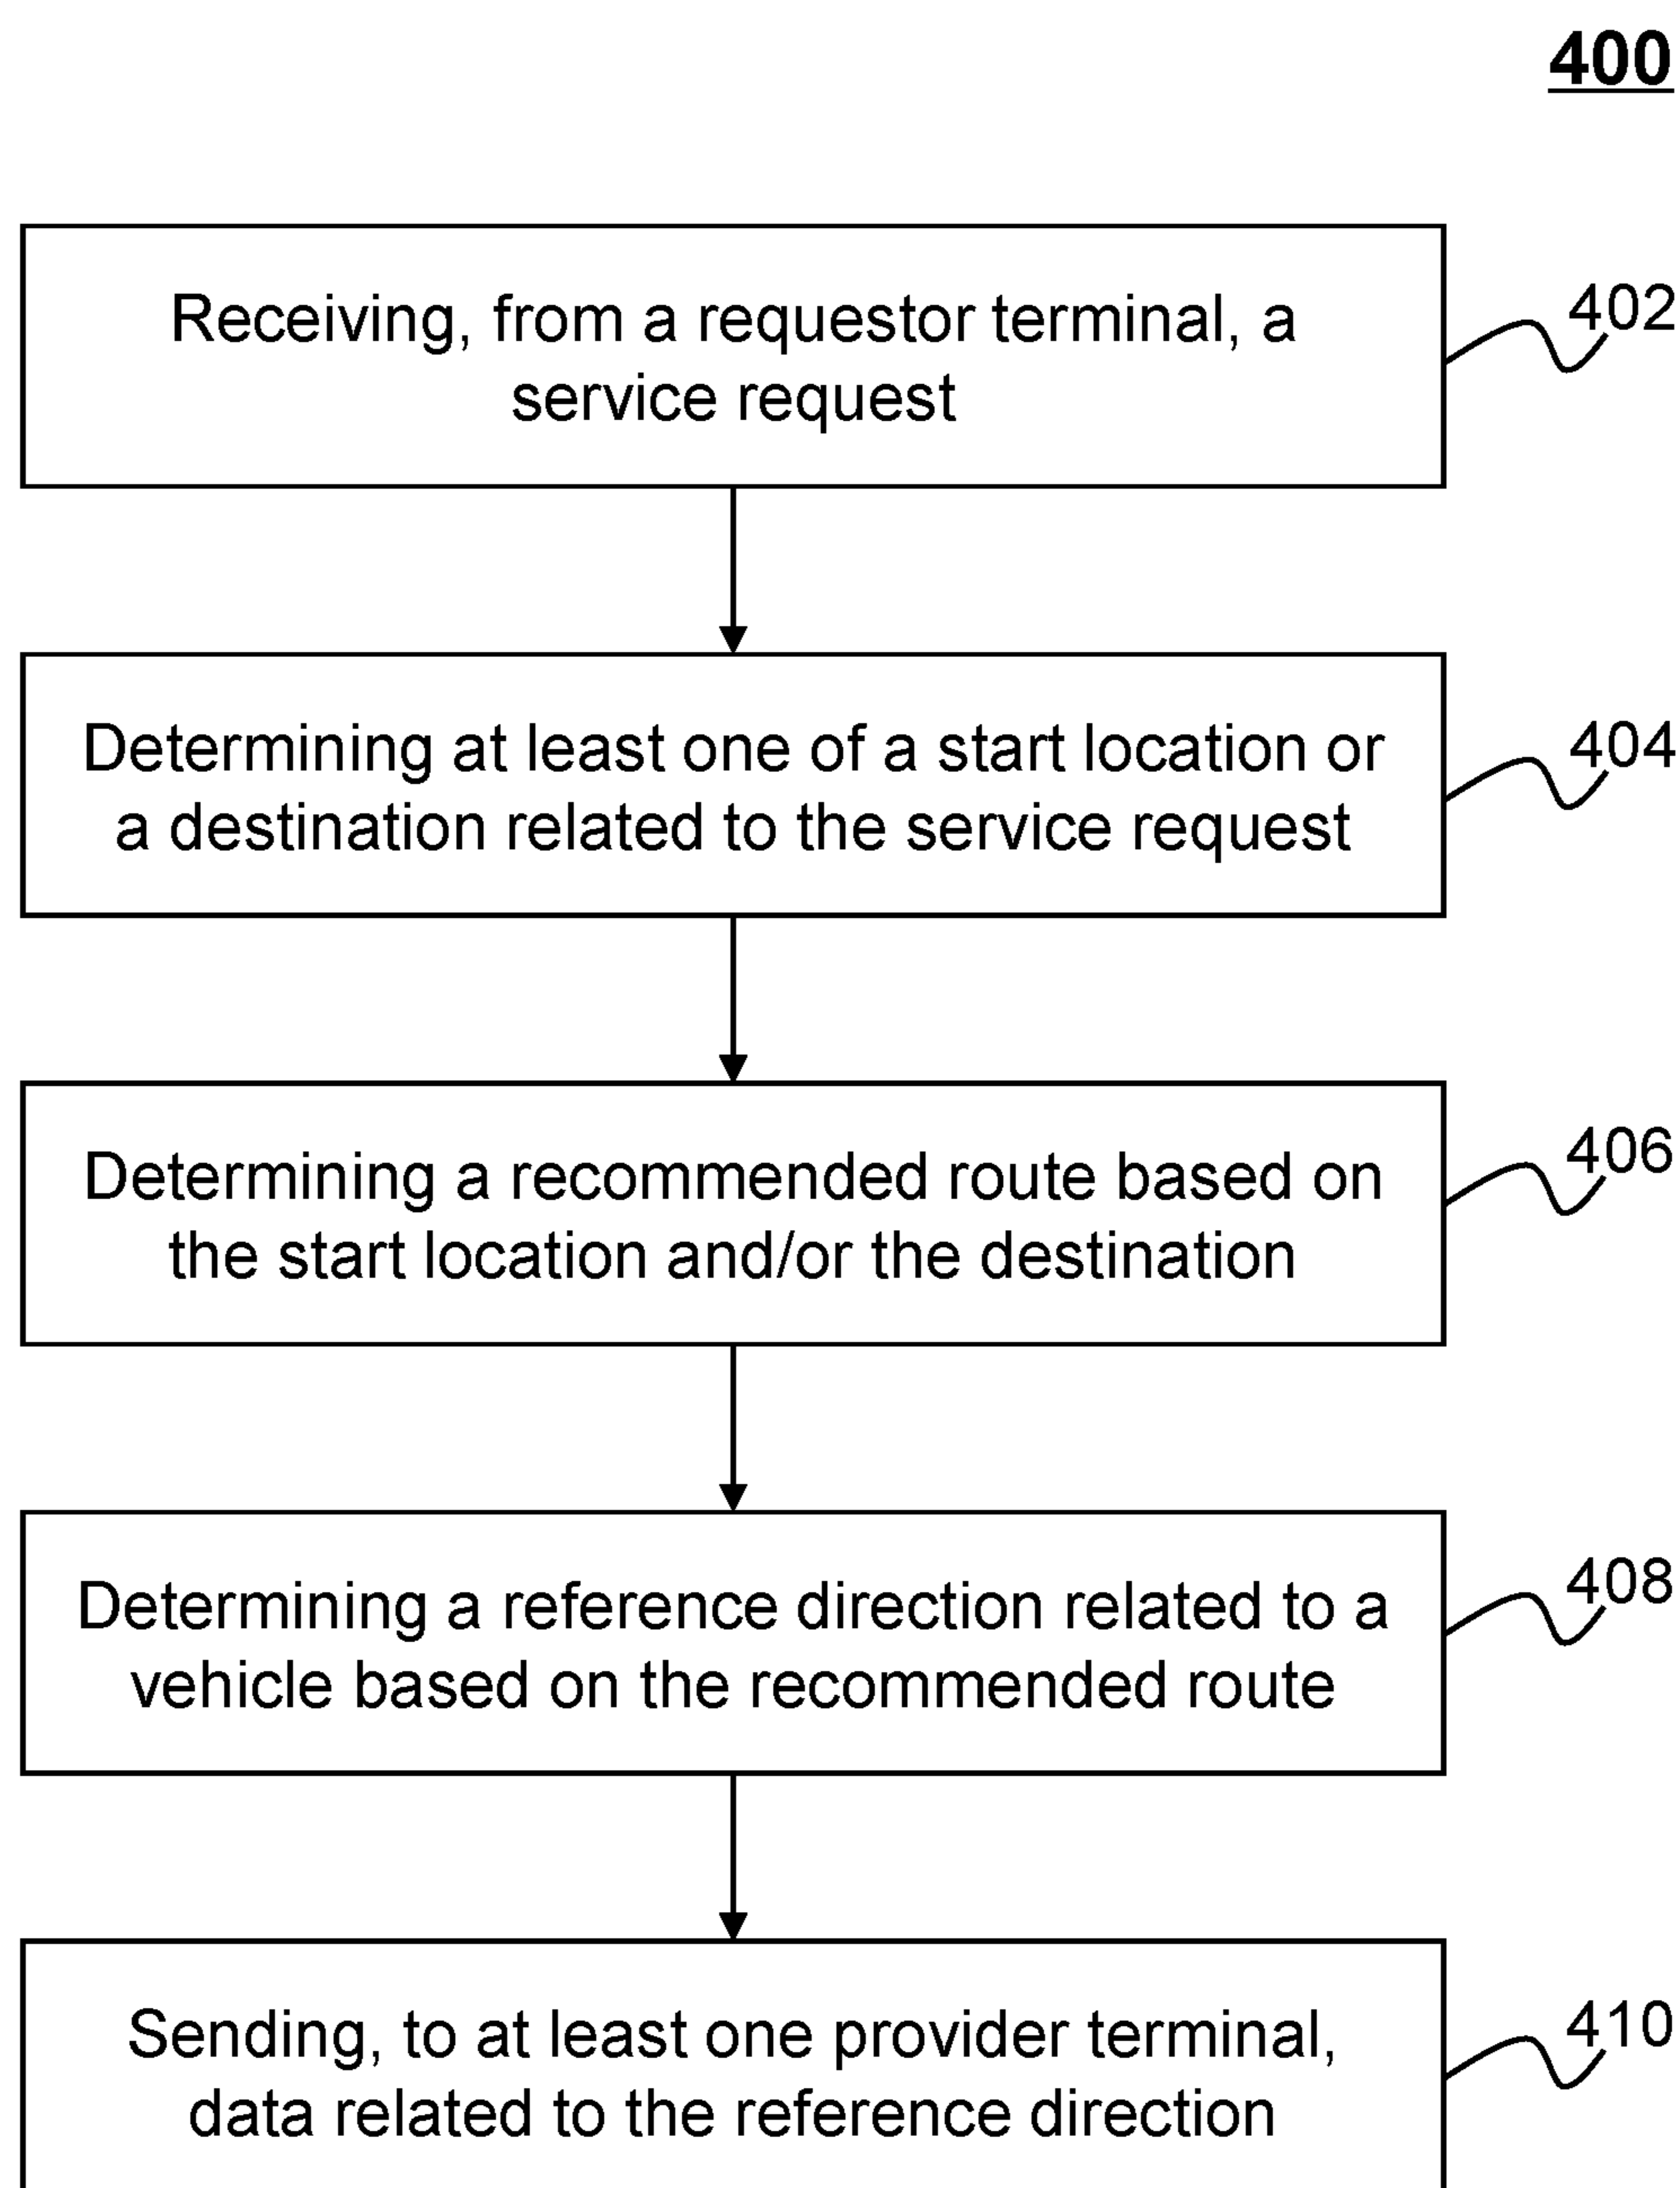 400
Receiving, from a requestor terminal, a
service request
402
Determining at least one of a start location or
a destination related to the service request
404
Determining a recommended route based on
the start location and/or the destination
406
Determining a reference direction related to a
vehicle based on the recommended route
408
Sending, to at least one provider terminal,
data related to the reference direction
410